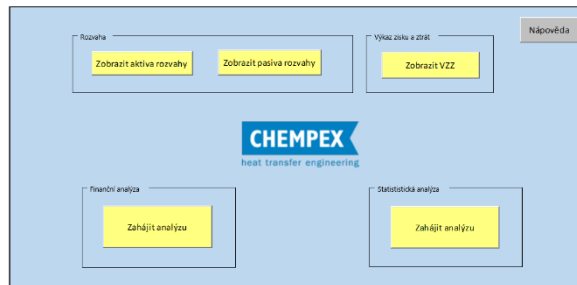 Nápověda
Rozvaha
Výkaz zisku a ztrát
Zobrazit aktiva rozvahy
Zobrazit pasiva rozvahy
Zobrazit VZZ
CHEMPEX
heat transfer engineering
Finanční analýza
Statististická analýza
Zahájit analýzu
Zahájit analýzu